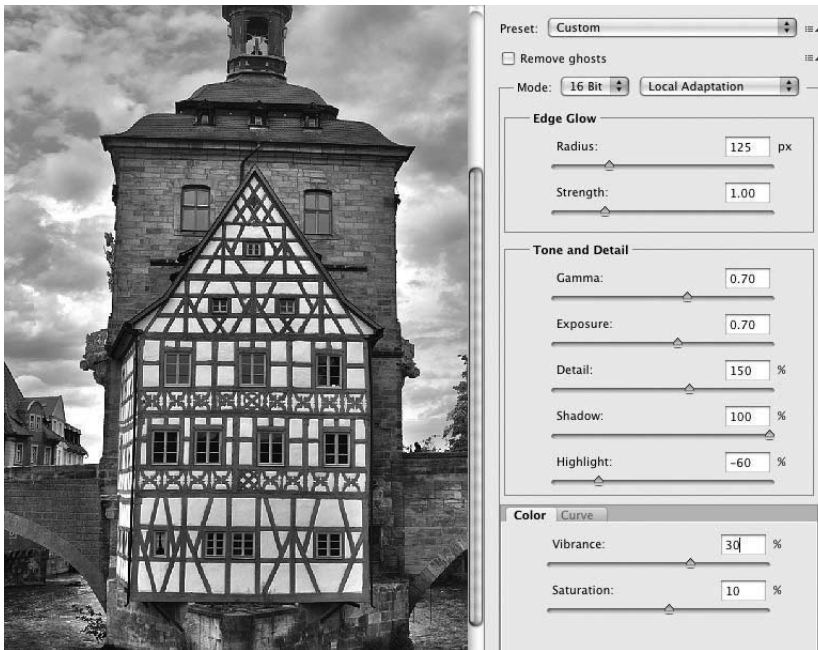 Preset: Custom
Remove ghosts
Mode: 16 Bit Local Adaptation
Edge Glow
Radius: 125 px
Strength: 1.00
Tone and Detail
Gamma: 0.70
Exposure: 0.70
Detail: 150 %
Shadow: 100 %
Highlight: -60 %
Color Curve
Vibrance: 30 %
Saturation: 10 %